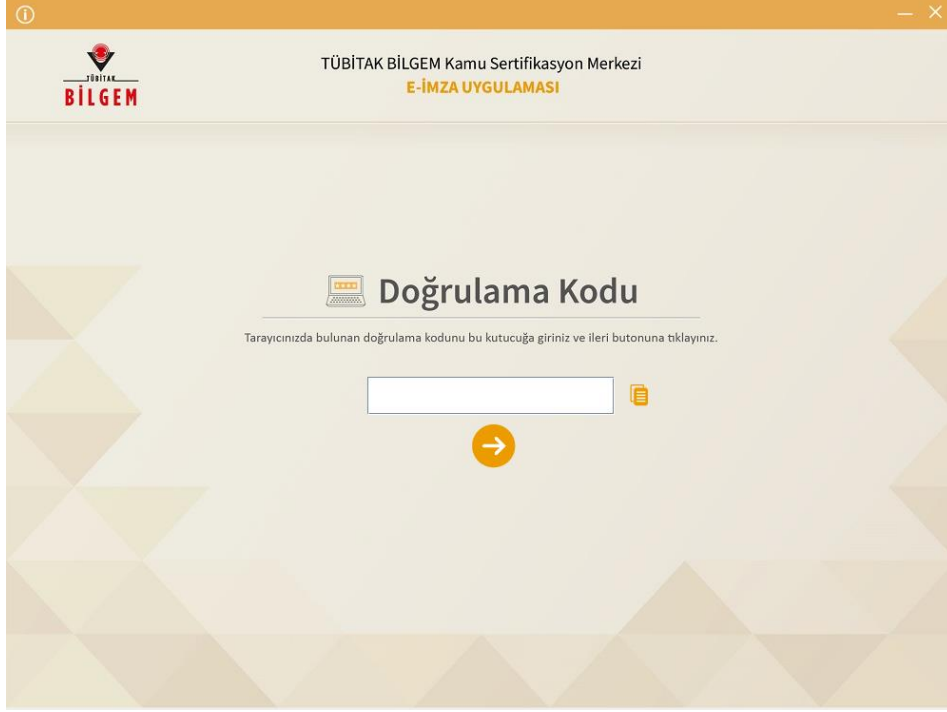 TÜBİTAK
BİLGEM
TÜBİTAK BİLGEM Kamu Sertifikasyon Merkezi
E-İMZA UYGULAMASI
Doğrulama Kodu
Tarayıcınızda bulunan doğrulama kodunu bu kutucuğa giriniz ve ileri butonuna tıklayınız.